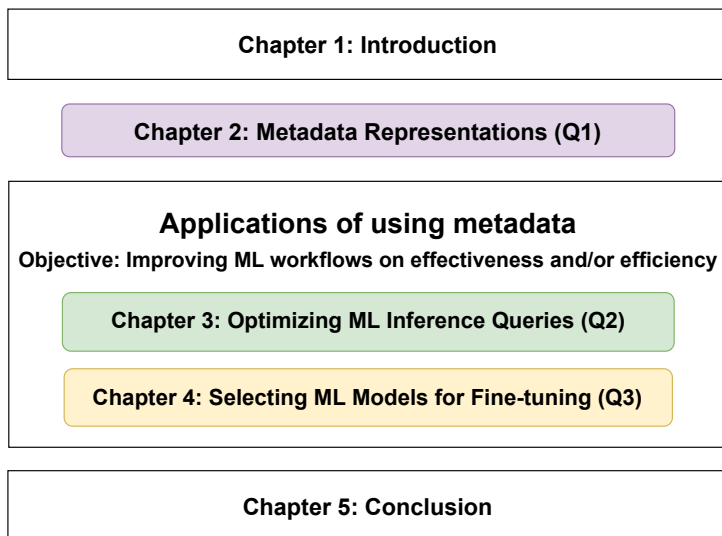 Chapter 1: Introduction
Chapter 2: Metadata Representations (Q1)
Applications of using metadata
Objective: Improving ML workflows on effectiveness and/or efficiency
Chapter 3: Optimizing ML Inference Queries (Q2)
Chapter 4: Selecting ML Models for Fine-tuning (Q3)
Chapter 5: Conclusion